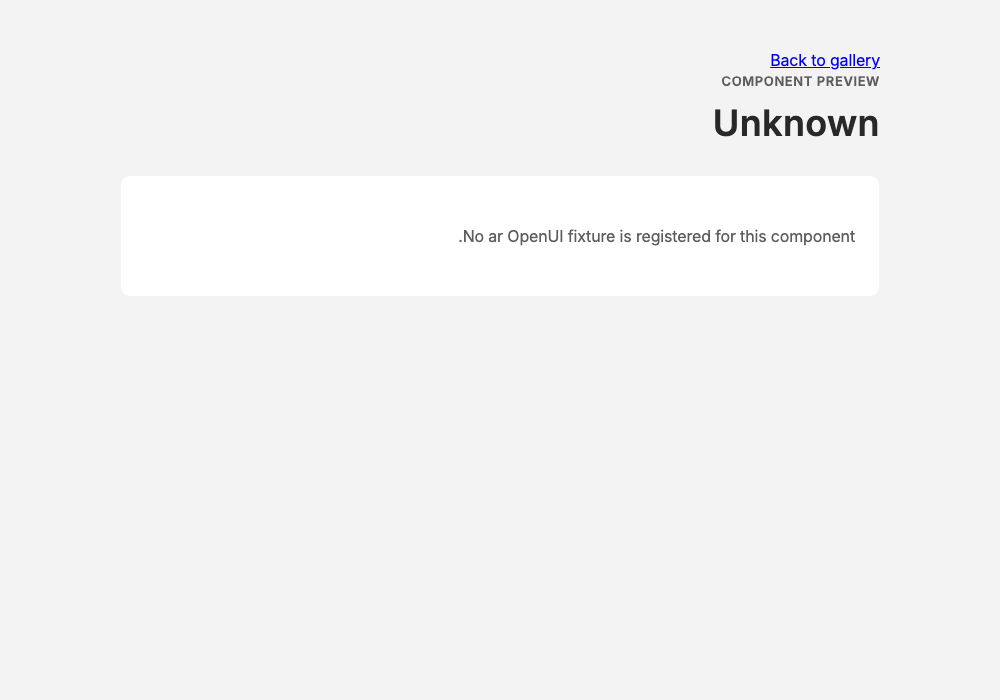 Back to gallery
COMPONENT PREVIEW
Unknown
.No ar OpenUI fixture is registered for this component